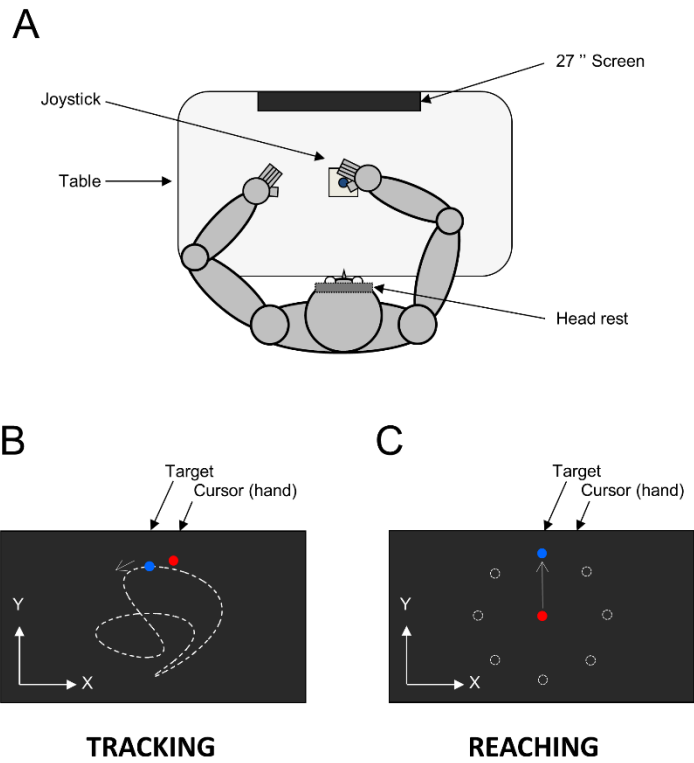 A
27 ’’ Screen
Joystick
Table
Head rest
B
Target
Cursor (hand)
Y
X
TRACKING
C
Target
Cursor (hand)
Y
X
REACHING